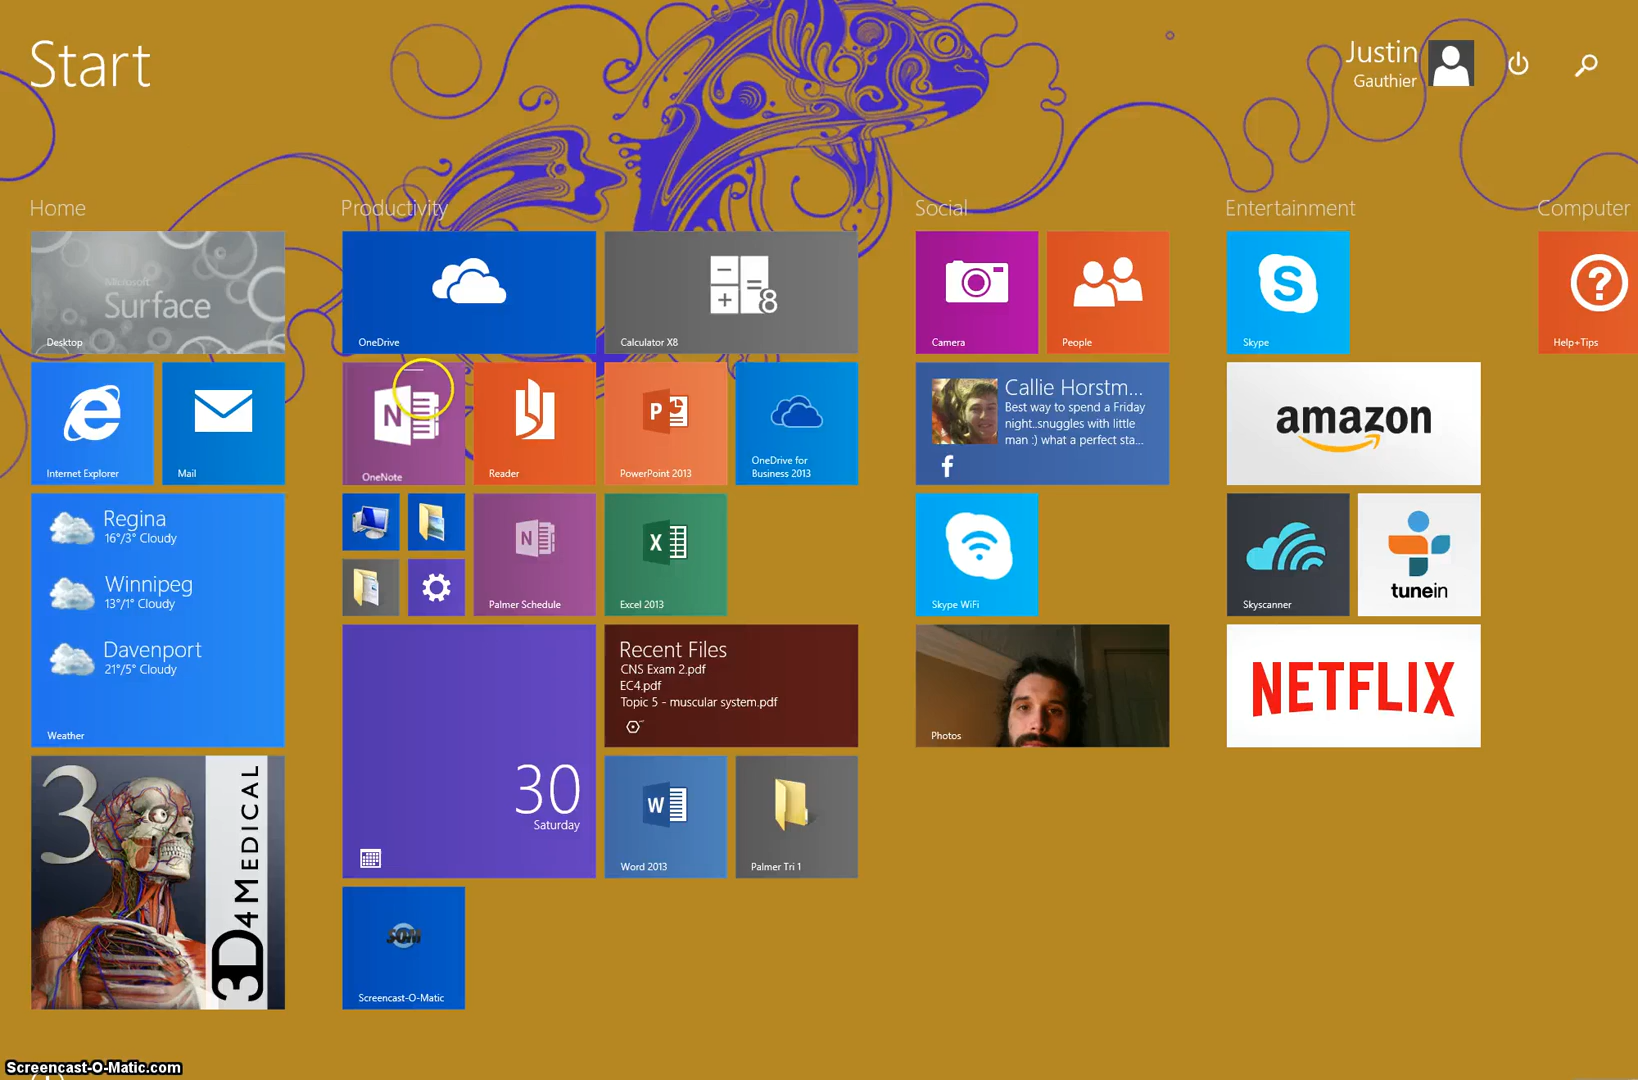 Start
Justin
Gauthier
Home
Productivity
Social
Entertainment
Computer
Microsoft
Surface
Desktop
OneDrive
8
Calculator X8
Camera
People
S
Skype
?
Help+Tips
Internet Explorer
Mail
N
OneNote
Reader
P
PowerPoint 2013
OneDrive for
Business 2013
Callie Horstm...
Best way to spend a Friday
night..snuggles with little
man :) what a perfect sta...
f
amazon
Regina
16°/3° Cloudy
Winnipeg
13°/1° Cloudy
Davenport
21°/5° Cloudy
Weather
N
Palmer Schedule
X
Excel 2013
Skype WiFi
Skyscanner
tunein
30
Saturday
Recent Files
CNS Exam 2.pdf
EC4.pdf
Topic 5 - muscular system.pdf
Photos
NETFLIX
3D4MEDICAL
W
Word 2013
Palmer Tri 1
SOM
Screencast-O-Matic
Screencast-O-Matic.com